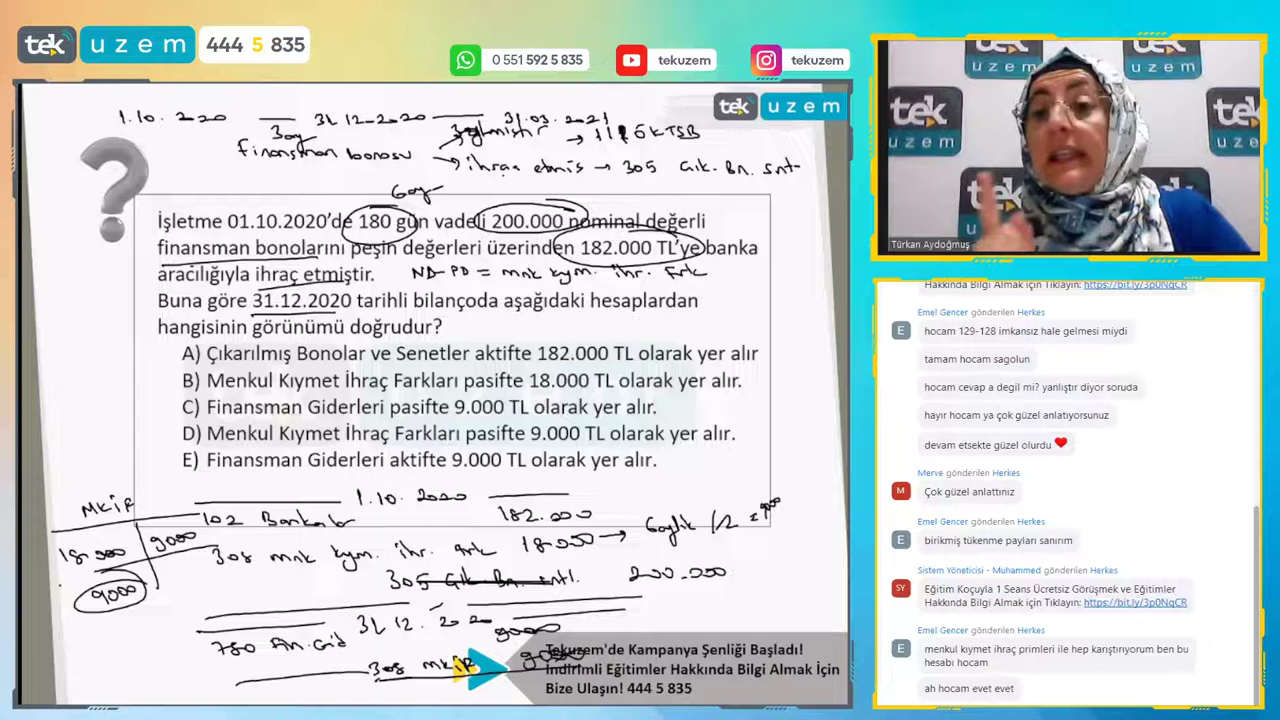 tek uzem 444 5 835
0 551 592 5 835
tekuzem
tekuzem
tek uzem
1.10.2020 31.12.2020 31.03.2021
3ay
finansman bonosu
ihraç etmiş → 305 Çık. Bn. snt
6ay
İşletme 01.10.2020'de 180 gün vadeli 200.000 nominal değerli
finansman bonolarını peşin değerleri üzerinden 182.000 TL'ye banka
aracılığıyla ihraç etmiştir.
ND - PD = mnk kym. ihr. Frk
Buna göre 31.12.2020 tarihli bilançoda aşağıdaki hesaplardan
hangisinin görünümü doğrudur?
A) Çıkarılmış Bonolar ve Senetler aktifte 182.000 TL olarak yer alır
B) Menkul Kıymet İhraç Farkları pasifte 18.000 TL olarak yer alır.
C) Finansman Giderleri pasifte 9.000 TL olarak yer alır.
D) Menkul Kıymet İhraç Farkları pasifte 9.000 TL olarak yer alır.
E) Finansman Giderleri aktifte 9.000 TL olarak yer alır.
MKİF
18.000 9000
9000
1.10.2020
102 Bankalar 182.000
308 mnk kym. ihr. frk 18.000 → 6aylık /2 = 9000
305 Çık Bn. sntl. 200.000
31.12.2020
780 fin. Gid 9000
308 MKİF 9000
Tekuzem'de Kampanya Şenliği Başladı!
İndirimli Eğitimler Hakkında Bilgi Almak İçin
Bize Ulaşın! 444 5 835
tek uzem
Türkan Aydoğmuş
Hakkında Bilgi Almak için Tıklayın: https://bit.ly/3p0NqCR
Emel Gencer gönderilen Herkes
E hocam 129-128 imkansız hale gelmesi miydi
tamam hocam sagolun
hocam cevap a degil mi? yanlıştır diyor soruda
hayır hocam ya çok güzel anlatıyorsunuz
devam etsekte güzel olurdu ❤
Merve gönderilen Herkes
M Çok güzel anlattınız
Emel Gencer gönderilen Herkes
E birikmiş tükenme payları sanırım
Sistem Yöneticisi - Muhammed gönderilen Herkes
SY Eğitim Koçuyla 1 Seans Ücretsiz Görüşmek ve Eğitimler
Hakkında Bilgi Almak için Tıklayın: https://bit.ly/3p0NqCR
Emel Gencer gönderilen Herkes
E menkul kıymet ihraç primleri ile hep karıştırıyorum ben bu
hesabı hocam
ah hocam evet evet